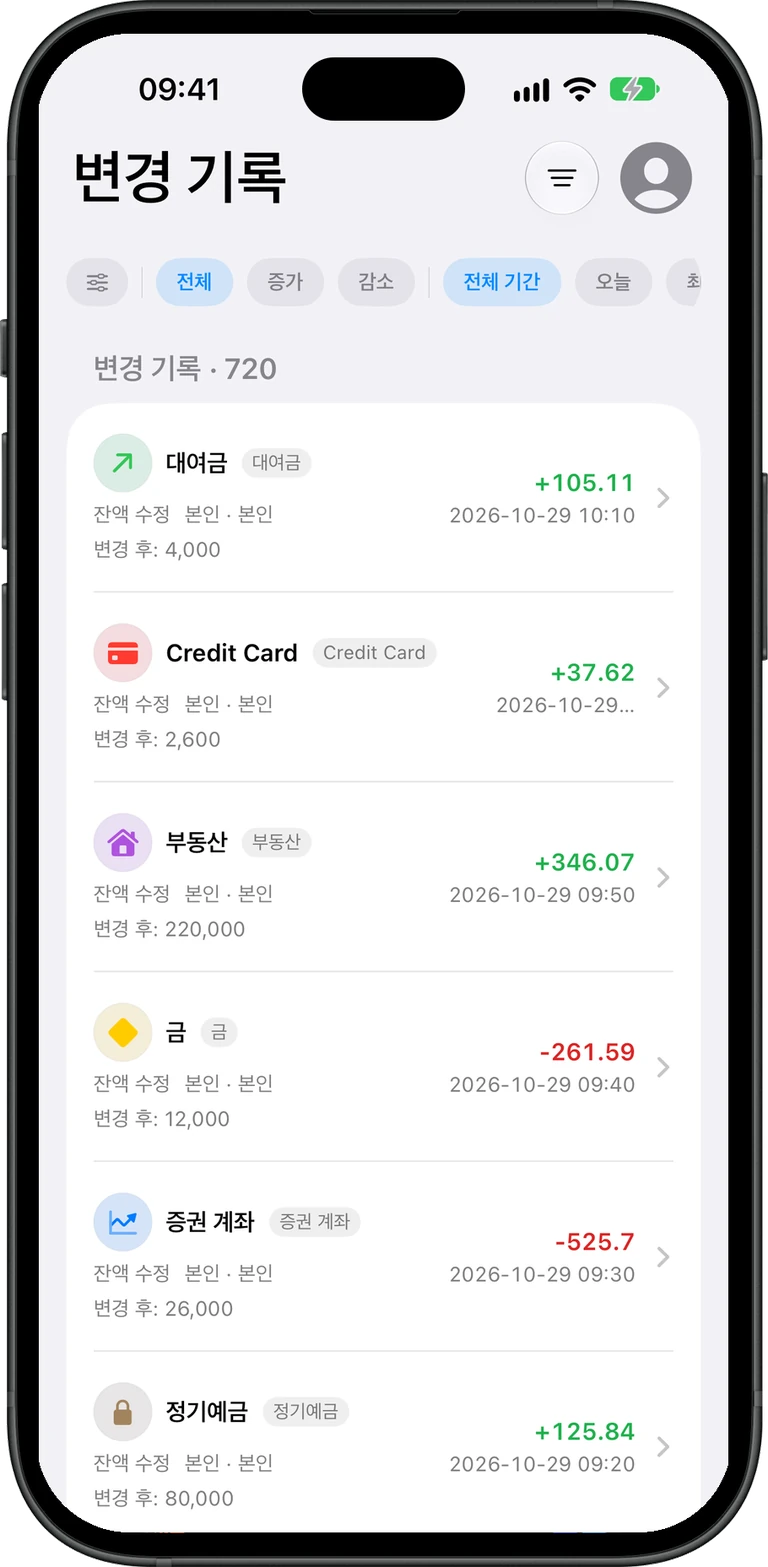 09:41
변경 기록
전체 증가 감소 전체 기간 오늘 최
변경 기록 · 720
대여금 대여금
+105.11
잔액 수정 본인 · 본인
2026-10-29 10:10
변경 후: 4,000
Credit Card Credit Card
+37.62
잔액 수정 본인 · 본인
2026-10-29...
변경 후: 2,600
부동산 부동산
+346.07
잔액 수정 본인 · 본인
2026-10-29 09:50
변경 후: 220,000
금 금
-261.59
잔액 수정 본인 · 본인
2026-10-29 09:40
변경 후: 12,000
증권 계좌 증권 계좌
-525.7
잔액 수정 본인 · 본인
2026-10-29 09:30
변경 후: 26,000
정기예금 정기예금
+125.84
잔액 수정 본인 · 본인
2026-10-29 09:20
변경 후: 80,000